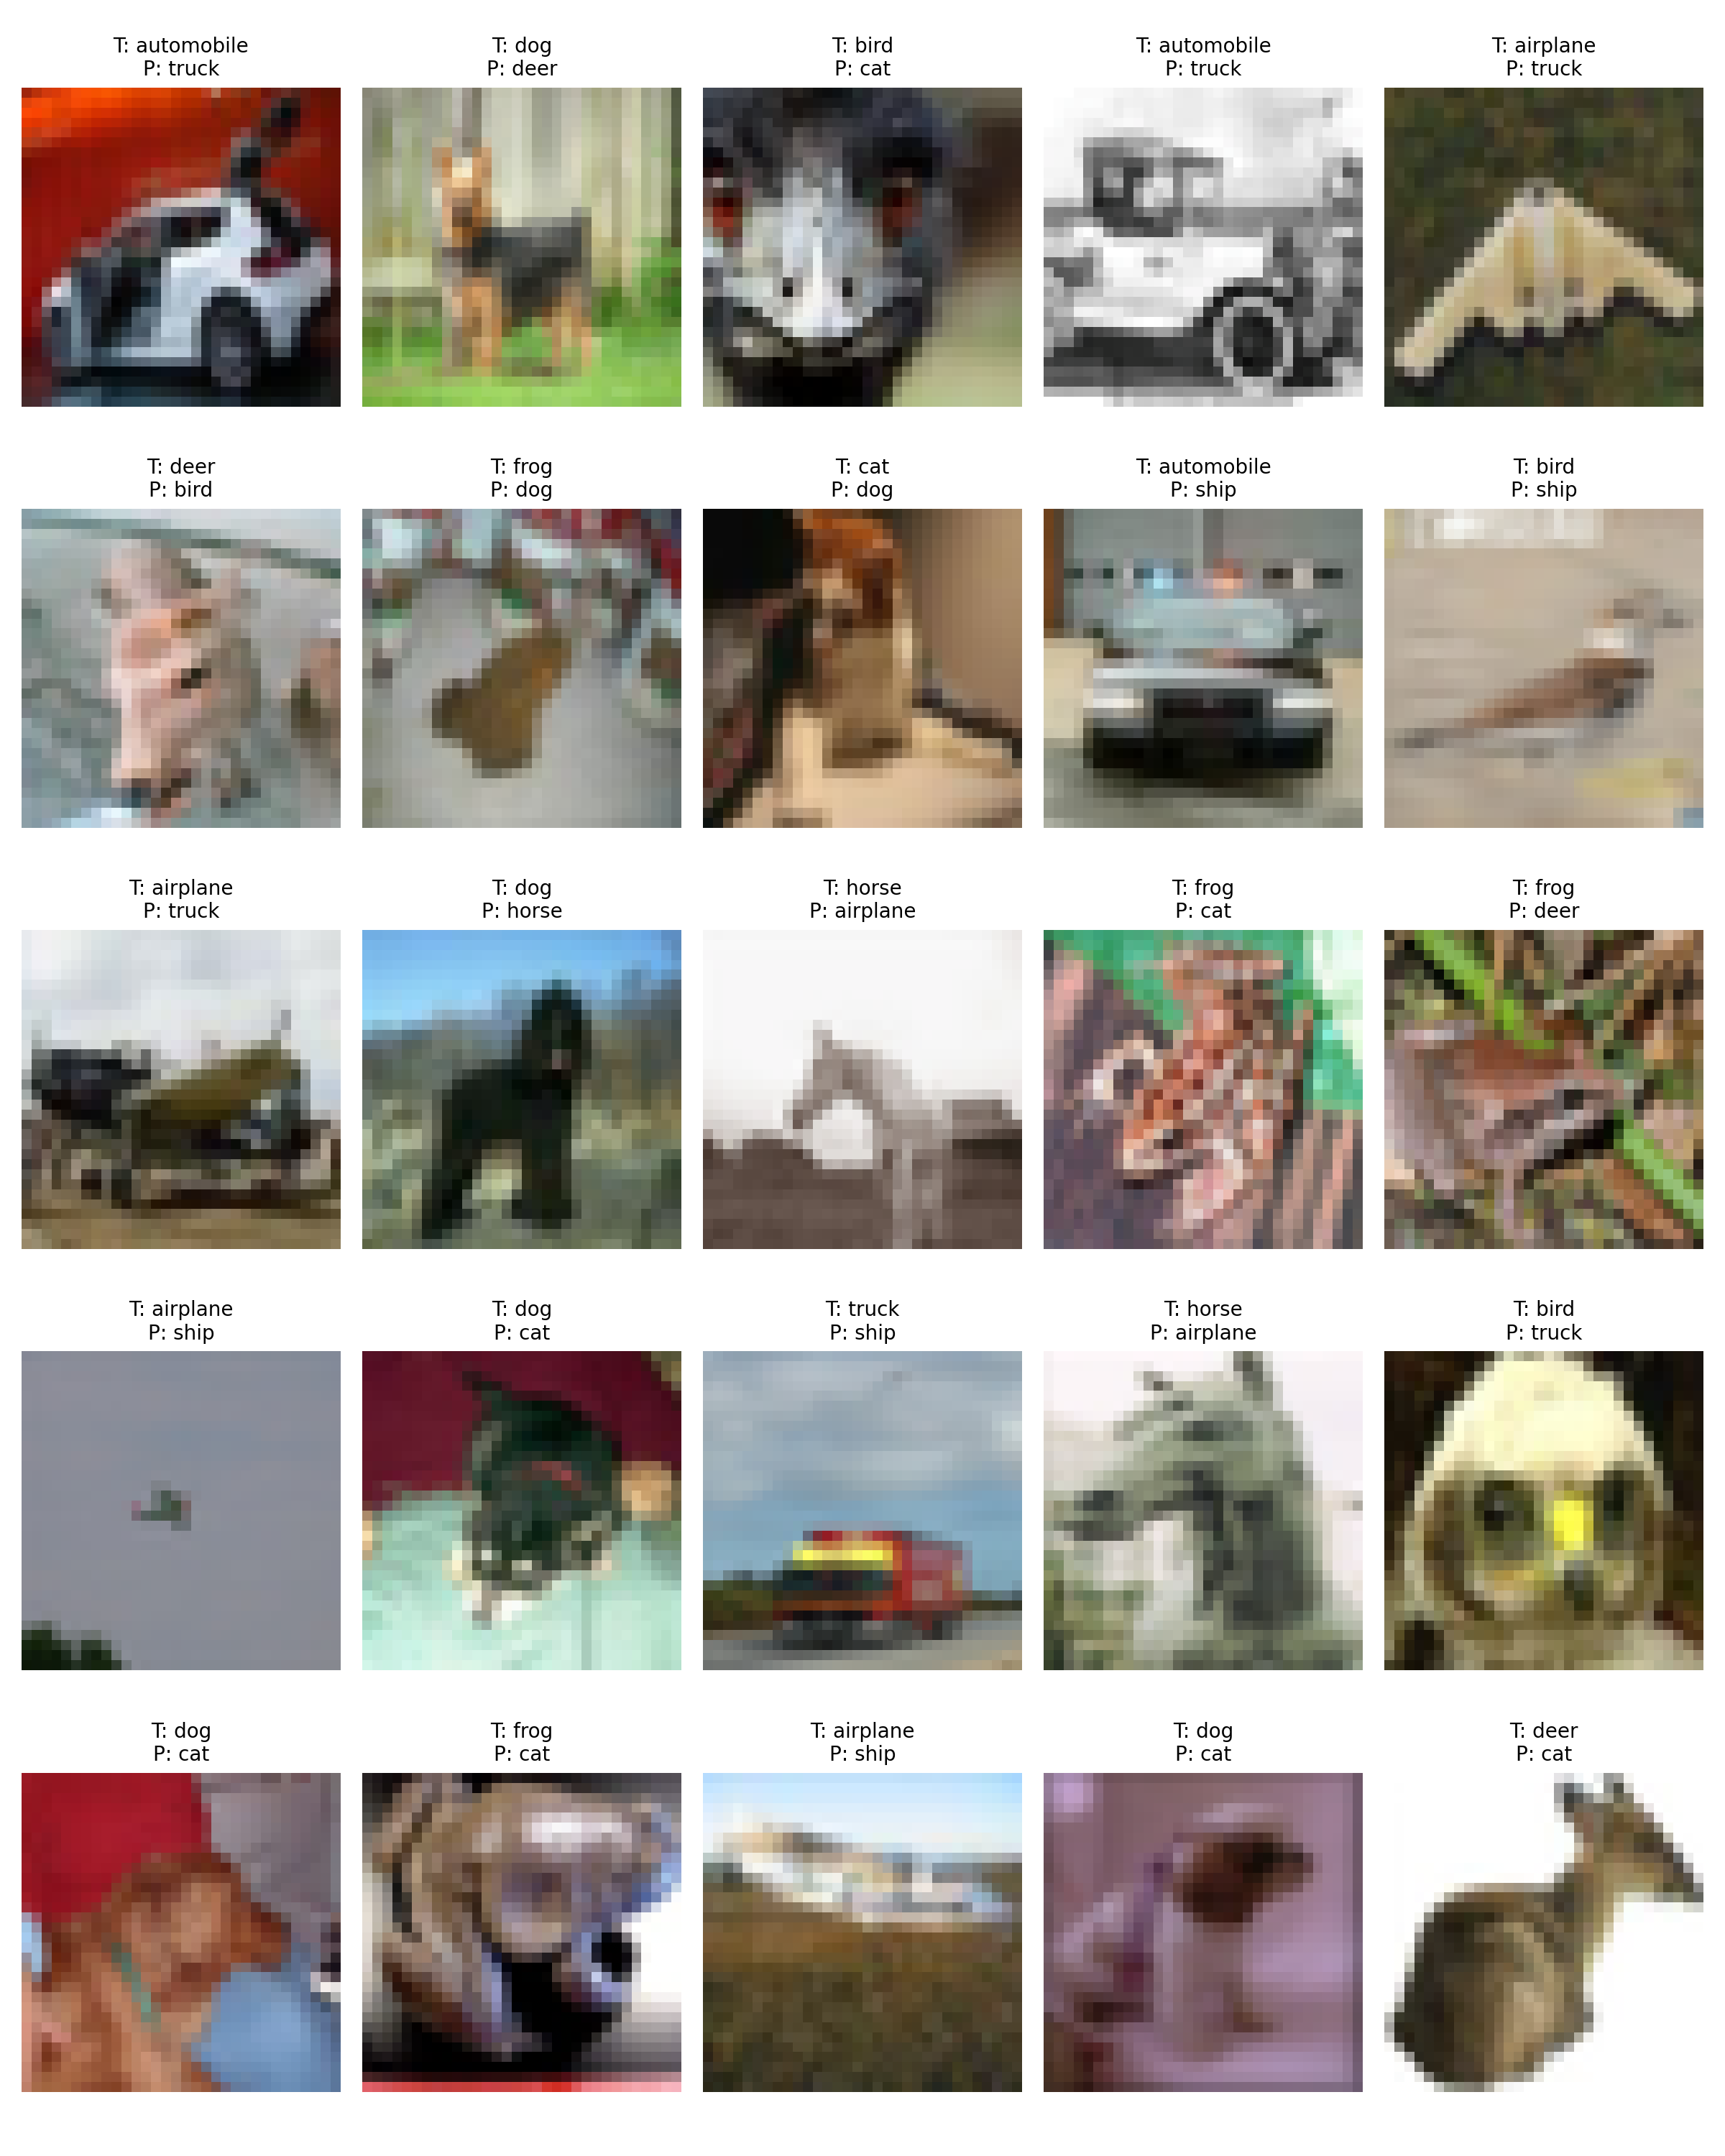 T: automobile
P: truck
T: dog
P: deer
T: bird
P: cat
T: automobile
P: truck
T: airplane
P: truck
T: deer
P: bird
T: frog
P: dog
T: cat
P: dog
T: automobile
P: ship
T: bird
P: ship
T: airplane
P: truck
T: dog
P: horse
T: horse
P: airplane
T: frog
P: cat
T: frog
P: deer
T: airplane
P: ship
T: dog
P: cat
T: truck
P: ship
T: horse
P: airplane
T: bird
P: truck
T: dog
P: cat
T: frog
P: cat
T: airplane
P: ship
T: dog
P: cat
T: deer
P: cat